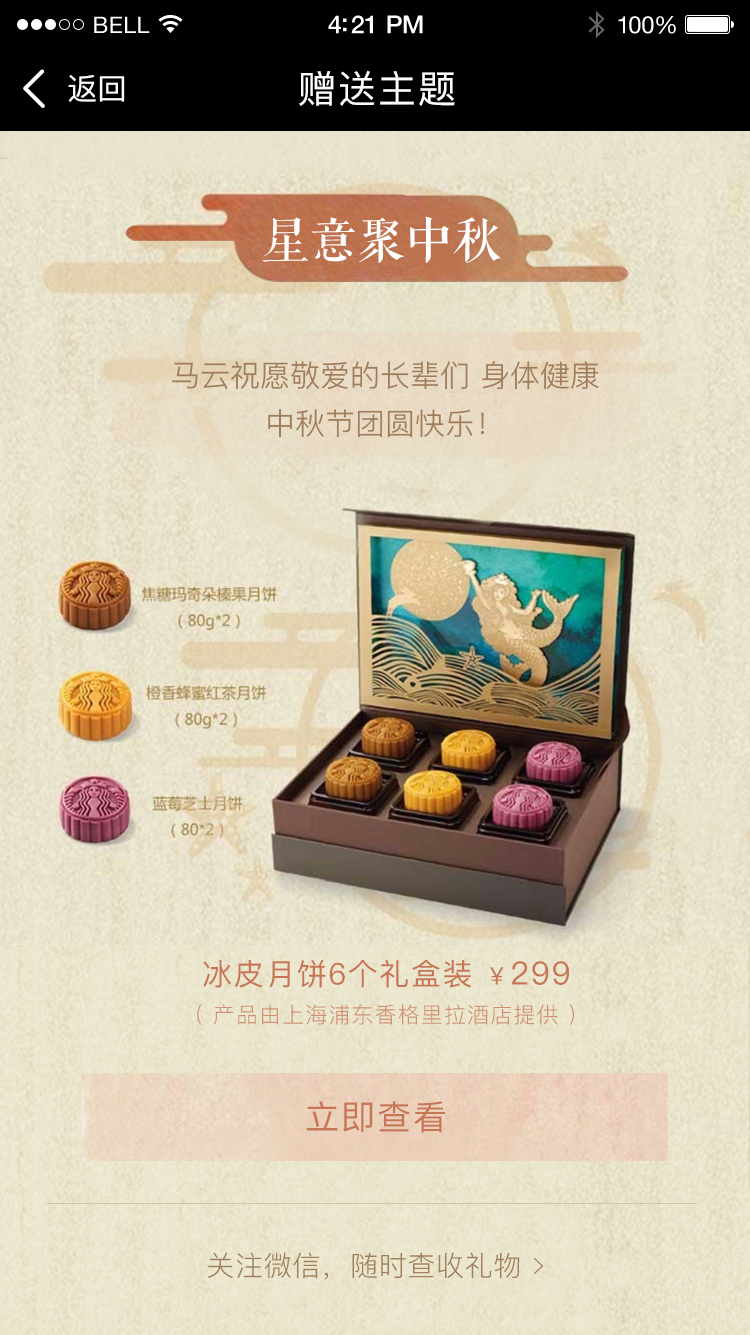 BELL 4:21 PM 100%
返回 赠送主题
星意聚中秋
马云祝愿敬爱的长辈们 身体健康
中秋节团圆快乐！
焦糖玛奇朵榛果月饼
（80g*2）
橙香蜂蜜红茶月饼
（80g*2）
蓝莓芝士月饼
（80*2）
冰皮月饼6个礼盒装 ￥299
（ 产品由上海浦东香格里拉酒店提供 ）
立即查看
关注微信，随时查收礼物 >